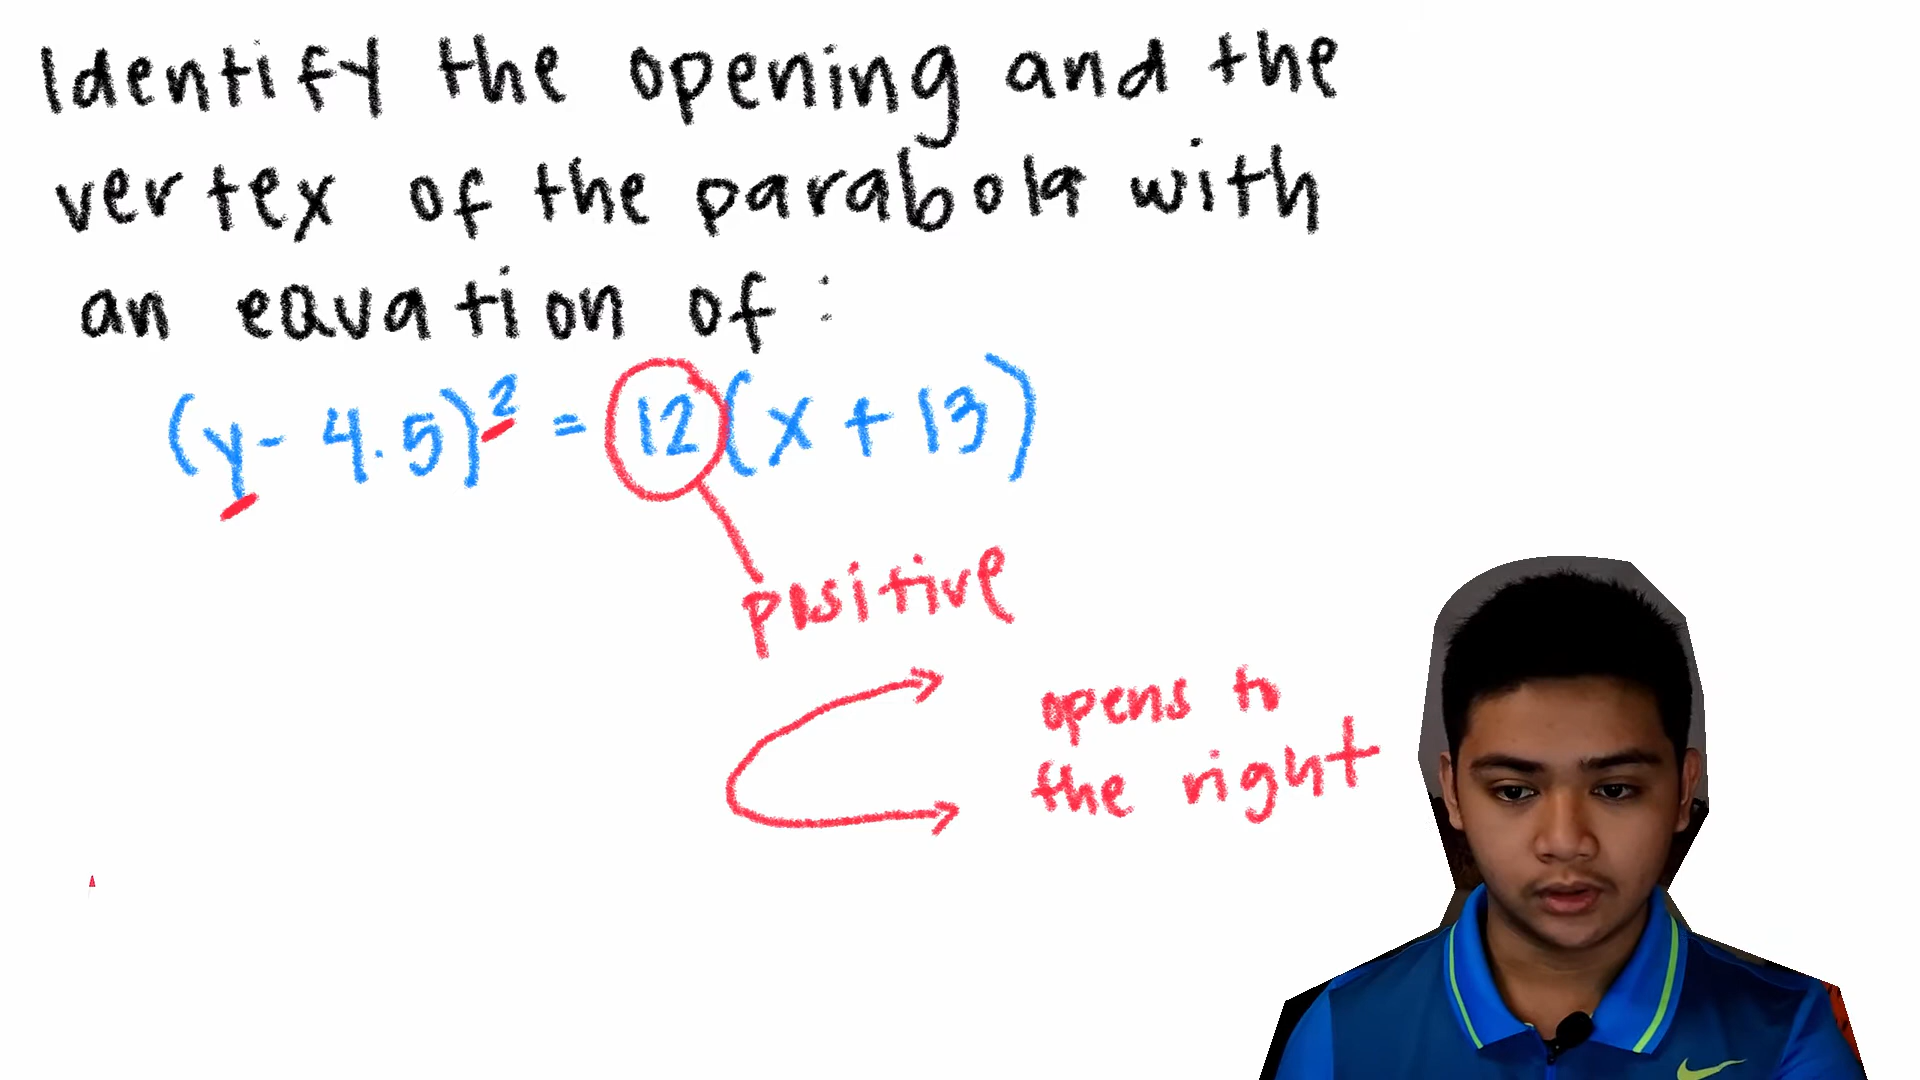 Identify the opening and the
vertex of the parabola with
an equation of :
(y - 4.5)² = 12(x + 13)
positive
opens to
the right